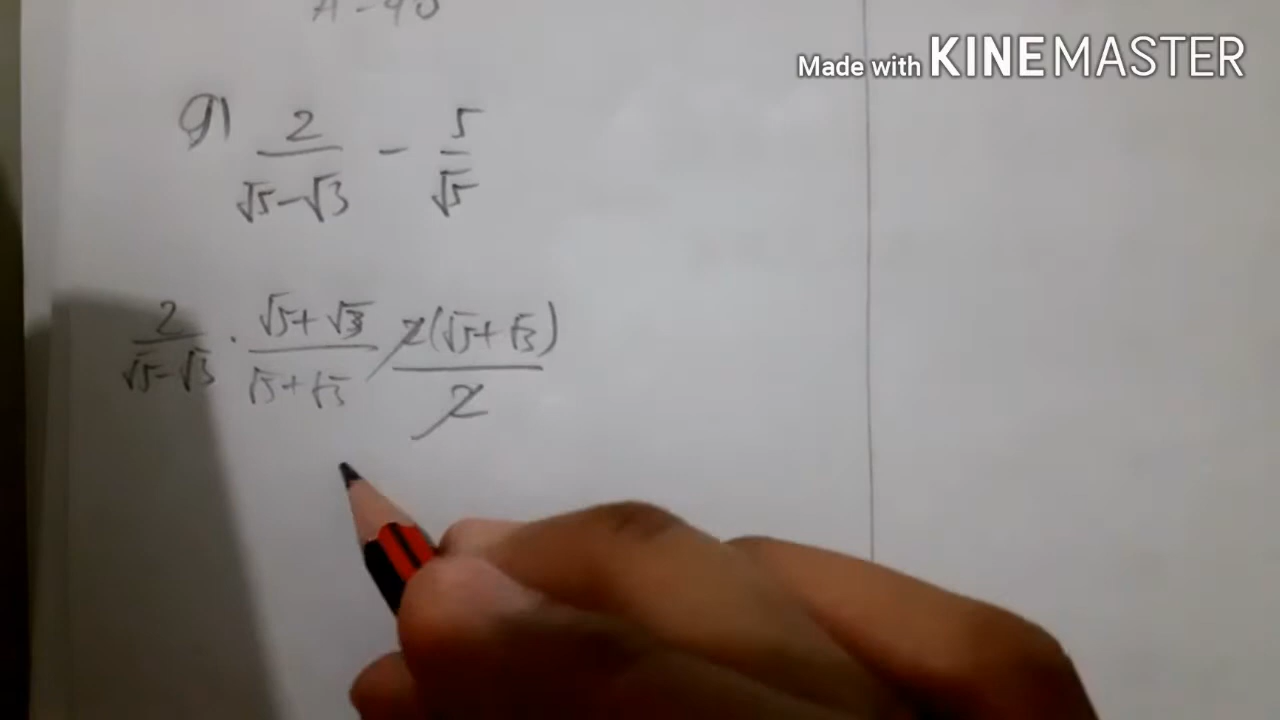 Made with KINEMASTER
g) 2/(√5-√3) - 5/√5
2/(√5-√3) · (√5+√3)/(√5+√3) 2(√5+√3)/2